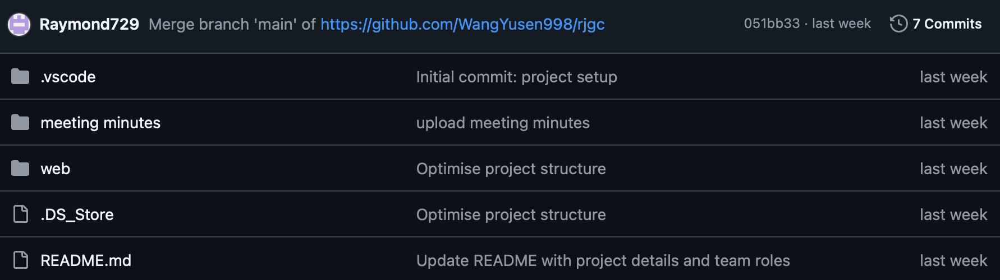 Raymond729 Merge branch 'main' of https://github.com/WangYusen998/rjgc 051bb33 · last week 7 Commits
.vscode Initial commit: project setup last week
meeting minutes upload meeting minutes last week
web Optimise project structure last week
.DS_Store Optimise project structure last week
README.md Update README with project details and team roles last week